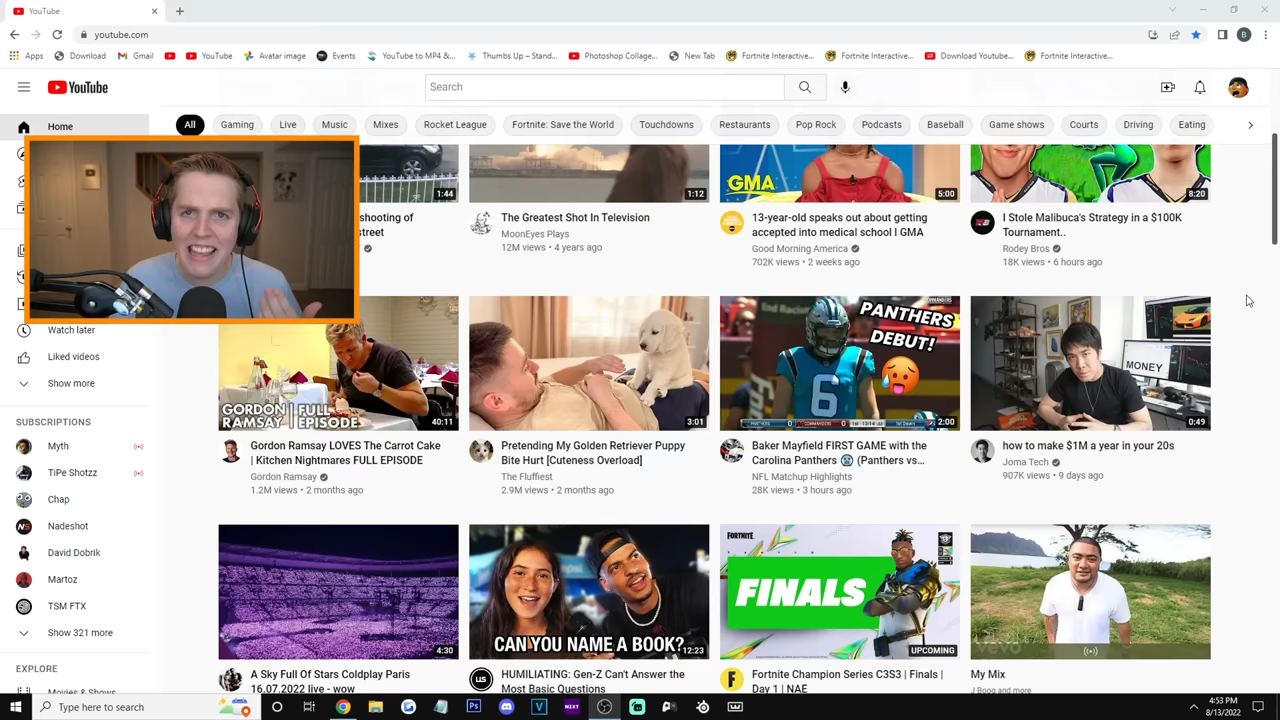 YouTube
youtube.com
Apps
Download
Gmail
YouTube
Avatar image
Events
YouTube to MP4 &...
Thumbs Up – Stand...
Photoshop Collage...
New Tab
Fortnite Interactive...
Fortnite Interactive...
Download Youtube...
Fortnite Interactive...
B
YouTube
Search
Home
All
Gaming
Live
Music
Mixes
Rocket League
Fortnite: Save the World
Touchdowns
Restaurants
Pop Rock
Podcasts
Baseball
Game shows
Courts
Driving
Eating
1:44
1:12
GMA
5:00
8:20
shooting of
street
The Greatest Shot In Television
MoonEyes Plays
12M views • 4 years ago
13-year-old speaks out about getting
accepted into medical school l GMA
Good Morning America
702K views • 2 weeks ago
I Stole Malibuca's Strategy in a $100K
Tournament..
Rodey Bros
18K views • 6 hours ago
Watch later
Liked videos
Show more
SUBSCRIPTIONS
Myth
TiPe Shotzz
Chap
Nadeshot
David Dobrik
Martoz
TSM FTX
Show 321 more
EXPLORE
Movies & Shows
GORDON | FULL
RAMSAY | EPISODE
40:11
Gordon Ramsay LOVES The Carrot Cake
| Kitchen Nightmares FULL EPISODE
Gordon Ramsay
1.2M views • 2 months ago
3:01
Pretending My Golden Retriever Puppy
Bite Hurt [Cuteness Overload]
The Fluffiest
2.9M views • 2 months ago
PANTHERS
DEBUT!
6
2:00
Baker Mayfield FIRST GAME with the
Carolina Panthers 🥵 (Panthers vs...
NFL Matchup Highlights
28K views • 3 hours ago
MONEY
0:49
how to make $1M a year in your 20s
Joma Tech
907K views • 9 days ago
4:30
A Sky Full Of Stars Coldplay Paris
16.07.2022 live - wow
CAN YOU NAME A BOOK?
12:23
HUMILIATING: Gen-Z Can't Answer the
Most Basic Questions
FORTNITE
FINALS
UPCOMING
Fortnite Champion Series C3S3 | Finals |
Day 1 | NAE
My Mix
J Boog and more
Type here to search
4:53 PM
8/13/2022